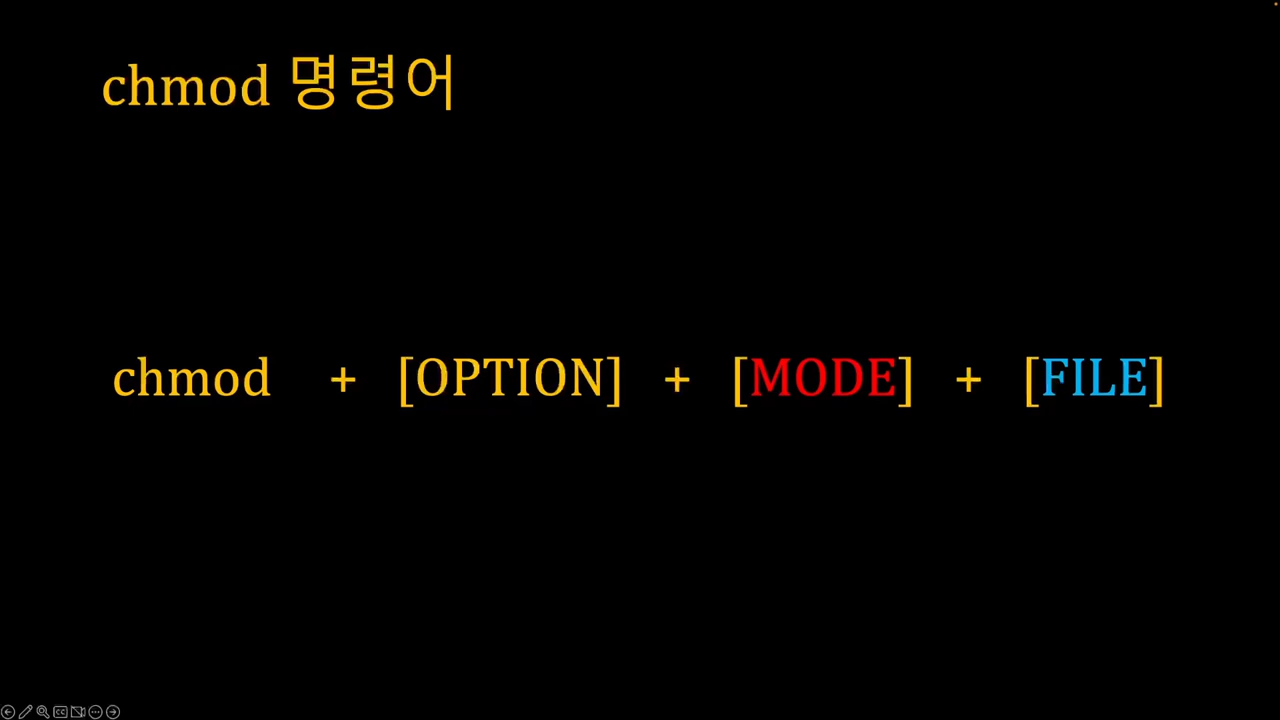 chmod 명령어
chmod + [OPTION] + [MODE] + [FILE]